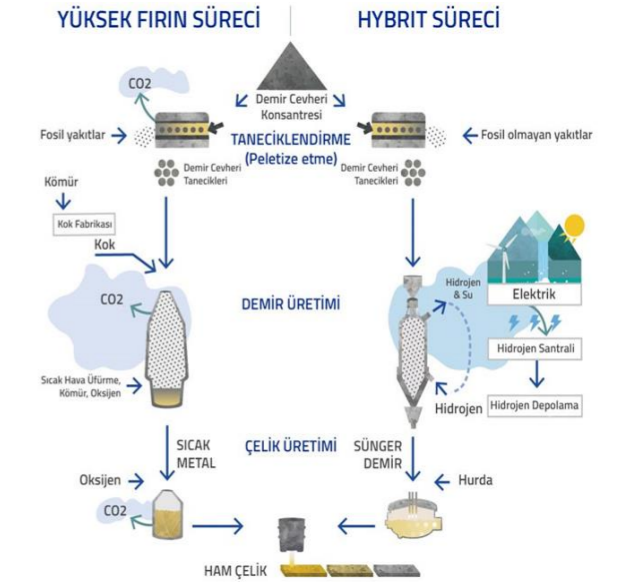 YÜKSEK FIRIN SÜRECİ
HYBRIT SÜRECİ
CO2
Demir Cevheri
Konsantresi
Fosil yakıtlar
TANECİKLENDİRME
(Peletize etme)
Fosil olmayan yakıtlar
Demir Cevheri
Tanecikleri
Demir Cevheri
Tanecikleri
Kömür
Kok Fabrikası
Kok
CO2
DEMİR ÜRETİMİ
Hidrojen
& Su
Elektrik
Hidrojen Santrali
Sıcak Hava Üfürme,
Kömür, Oksijen
Hidrojen
Hidrojen Depolama
SICAK
METAL
ÇELİK ÜRETİMİ
SÜNGER
DEMİR
Oksijen
Hurda
CO2
HAM ÇELİK